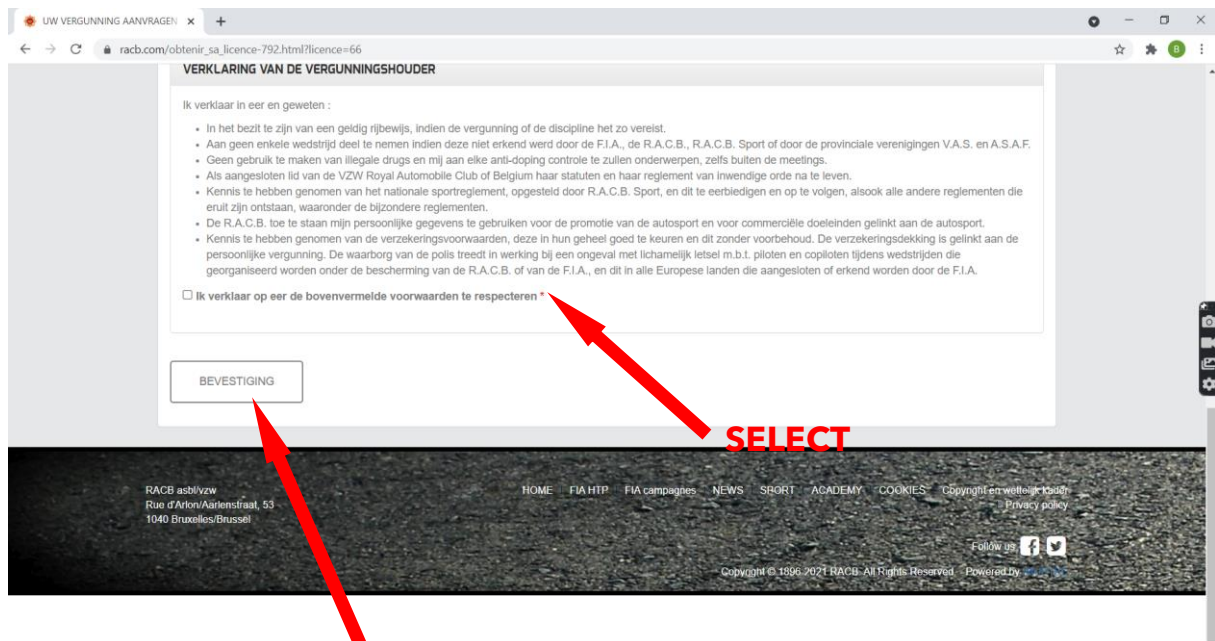 UW VERGUNNING AANVRAGEN
racb.com/obtenir_sa_licence-792.html?licence=66
B
VERKLARING VAN DE VERGUNNINGSHOUDER
Ik verklaar in eer en geweten :
In het bezit te zijn van een geldig rijbewijs, indien de vergunning of de discipline het zo vereist.
Aan geen enkele wedstrijd deel te nemen indien deze niet erkend werd door de F.I.A., de R.A.C.B., R.A.C.B. Sport of door de provinciale verenigingen V.A.S. en A.S.A.F.
Geen gebruik te maken van illegale drugs en mij aan elke anti-doping controle te zullen onderwerpen, zelfs buiten de meetings.
Als aangesloten lid van de VZW Royal Automobile Club of Belgium haar statuten en haar reglement van inwendige orde na te leven.
Kennis te hebben genomen van het nationale sportreglement, opgesteld door R.A.C.B. Sport, en dit te eerbiedigen en op te volgen, alsook alle andere reglementen die
eruit zijn ontstaan, waaronder de bijzondere reglementen.
De R.A.C.B. toe te staan mijn persoonlijke gegevens te gebruiken voor de promotie van de autosport en voor commerciële doeleinden gelinkt aan de autosport.
Kennis te hebben genomen van de verzekeringsvoorwaarden, deze in hun geheel goed te keuren en dit zonder voorbehoud. De verzekeringsdekking is gelinkt aan de
persoonlijke vergunning. De waarborg van de polis treedt in werking bij een ongeval met lichamelijk letsel m.b.t. piloten en copiloten tijdens wedstrijden die
georganiseerd worden onder de bescherming van de R.A.C.B. of van de F.I.A., en dit in alle Europese landen die aangesloten of erkend worden door de F.I.A.
Ik verklaar op eer de bovenvermelde voorwaarden te respecteren *
BEVESTIGING
SELECT
RACB asbl/vzw
Rue d'Arlon/Aarlenstraat, 53
1040 Bruxelles/Brussel
HOME FIA HTP FIA campagnes NEWS SPORT ACADEMY COOKIES Copyright en wettelijk kader
Privacy policy
Follow us
Copyright © 1896-2021 RACB. All Rights Reserved - Powered by